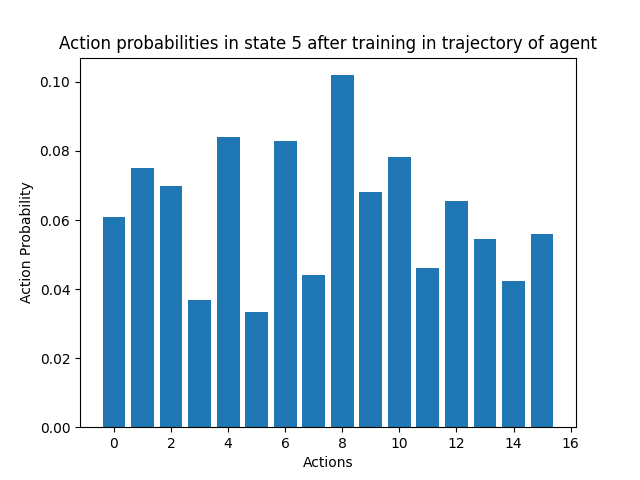 Action probabilities in state 5 after training in trajectory of agent
0.10
0.08
0.06
0.04
0.02
0.00
Action Probability
0 2 4 6 8 10 12 14 16
Actions